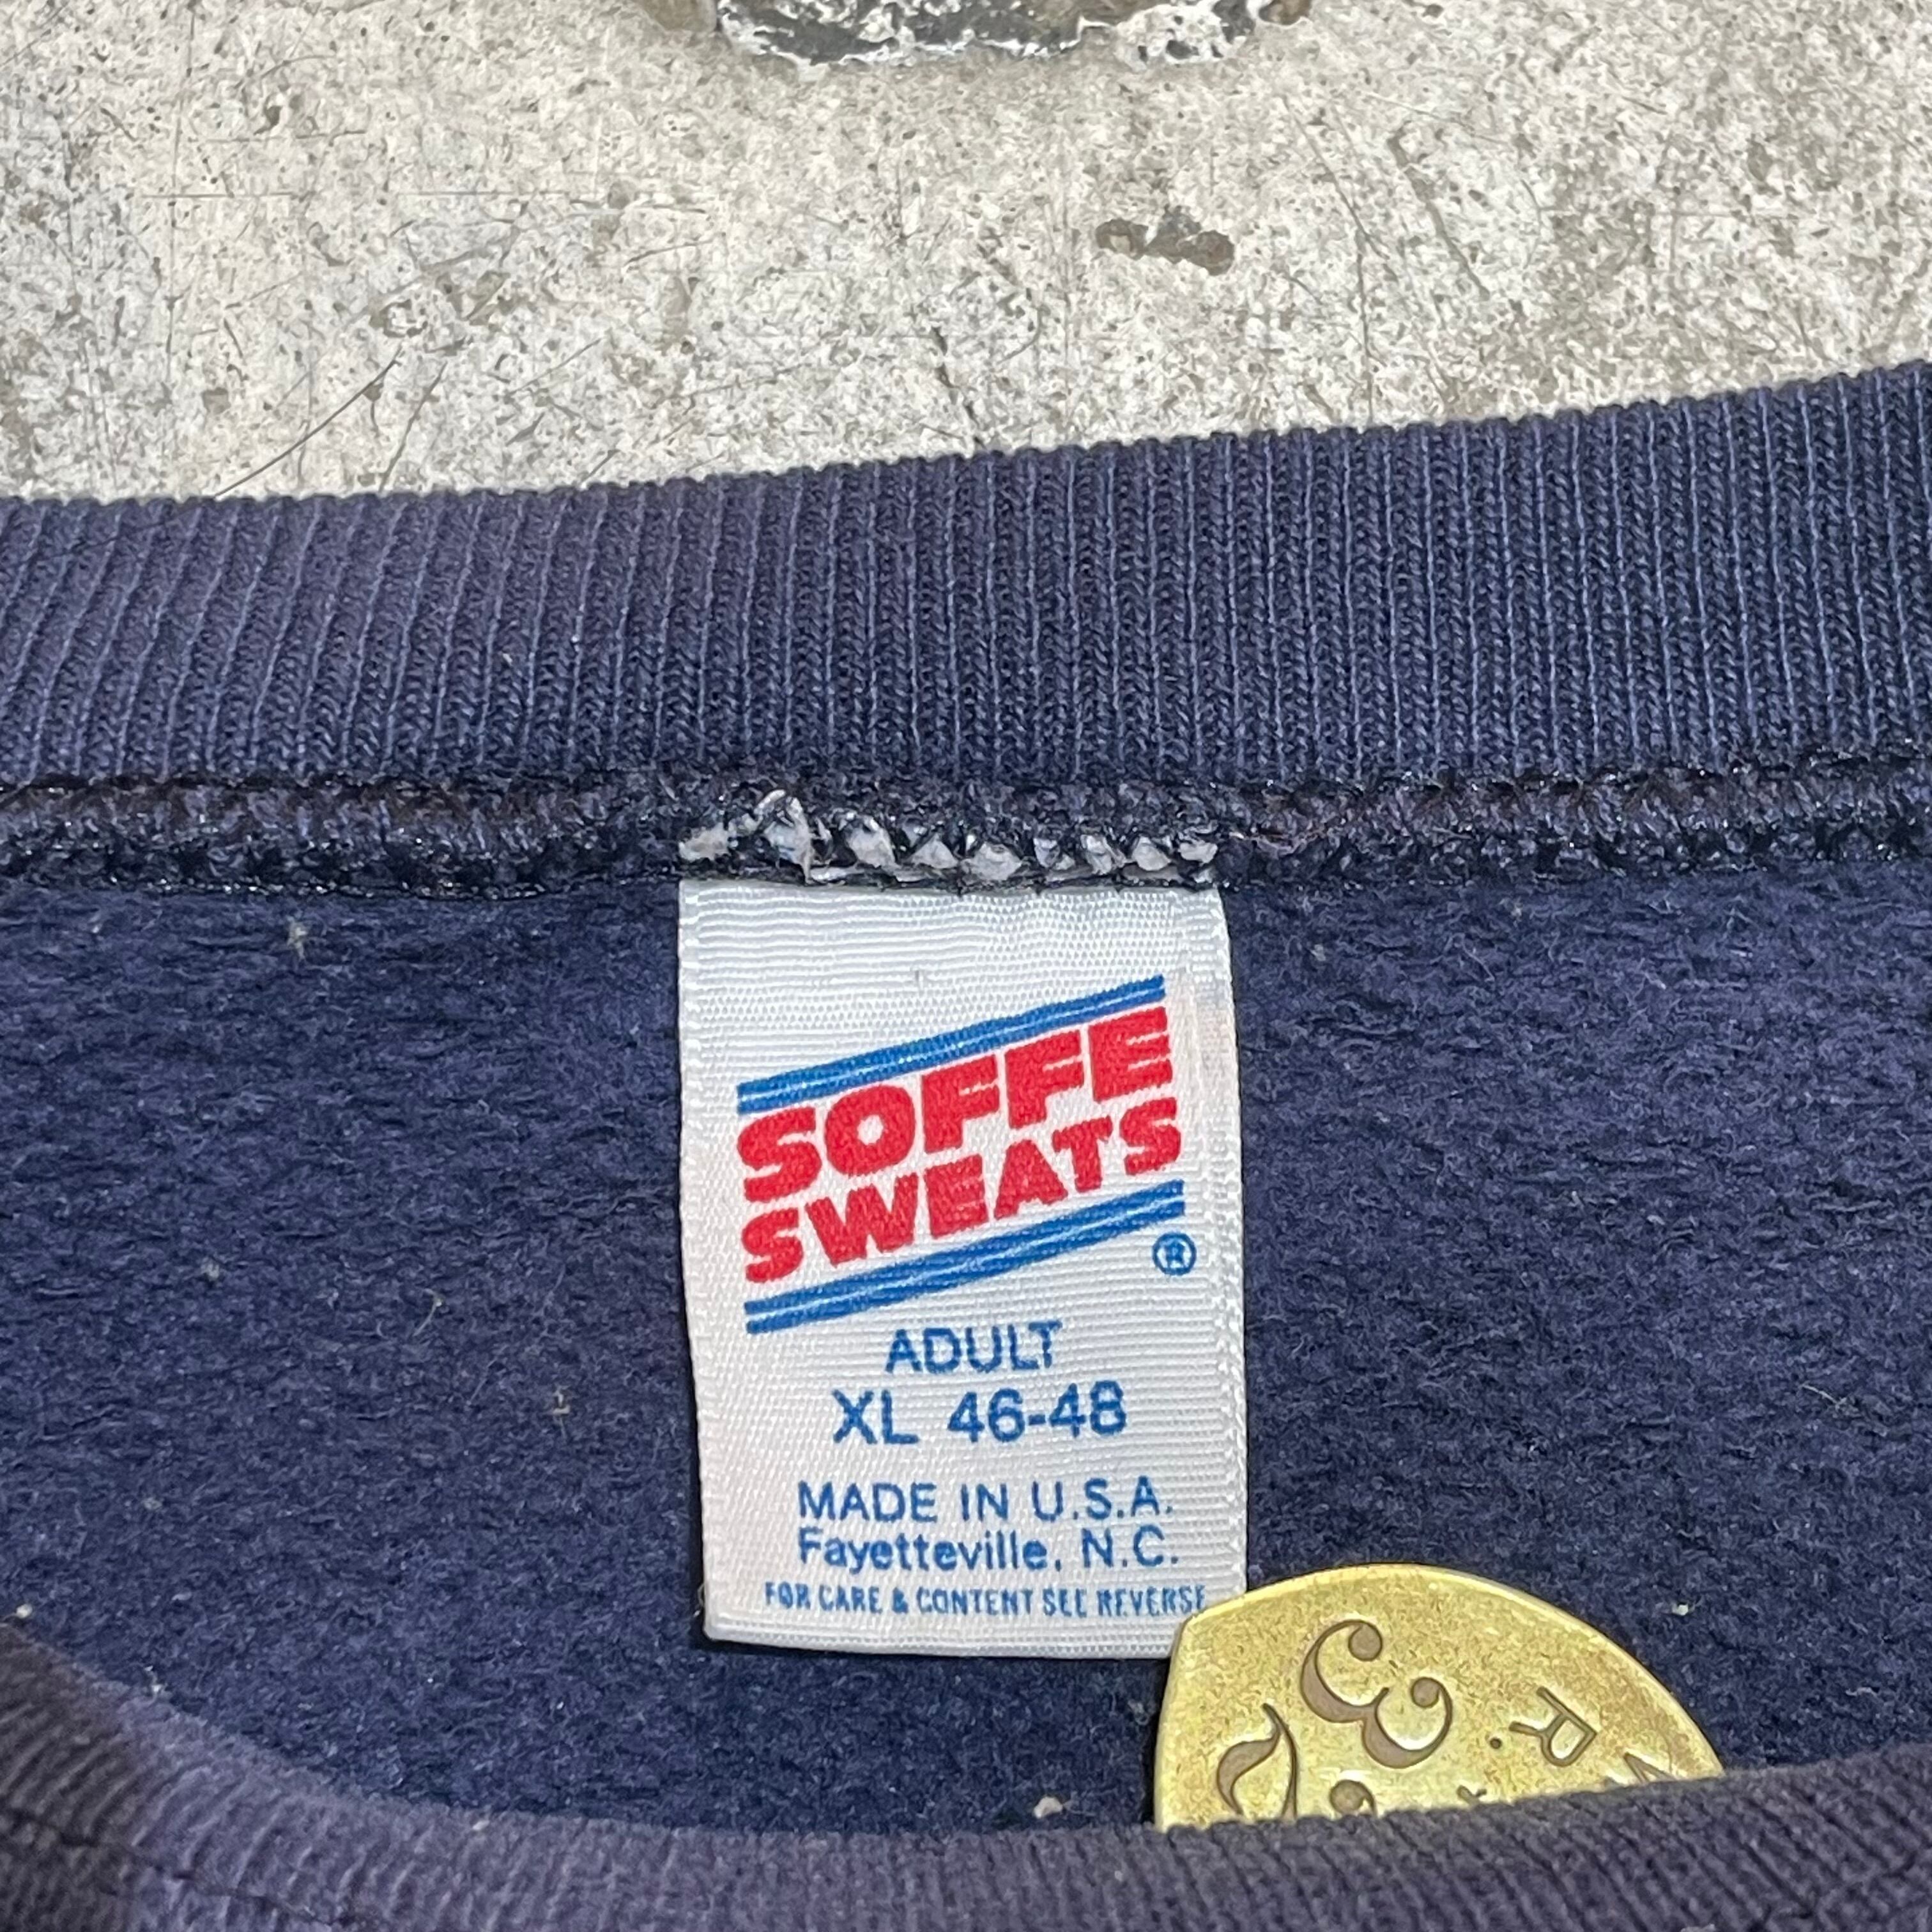 SOFFE
SWEATS
®
ADULT
XL 46-48
MADE IN U.S.A.
Fayetteville, N.C.
FOR CARE & CONTENT SEE REVERSE